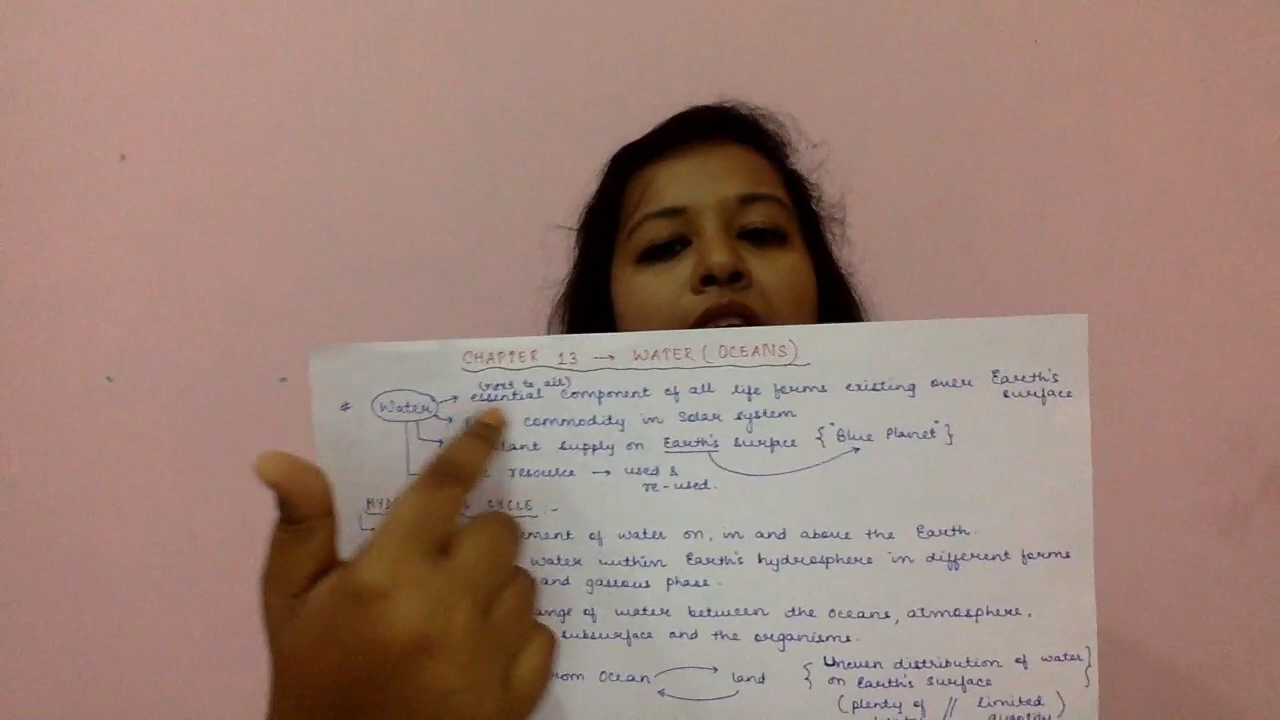 CHAPTER 13 → WATER (OCEANS)
(next to air)
* Water → essential component of all life forms existing over Earth's surface
commodity in Solar system
supply on Earth's surface {"Blue Planet"}
resource → used &
re-used.
CYCLE :-
of water on, in and above the Earth.
water within Earth's hydrosphere in different forms
and gaseous phase.
of water between the oceans, atmosphere,
subsurface and the organisms.
Ocean land { Uneven distribution of water
on Earth's surface }
(plenty of // limited)
quantity